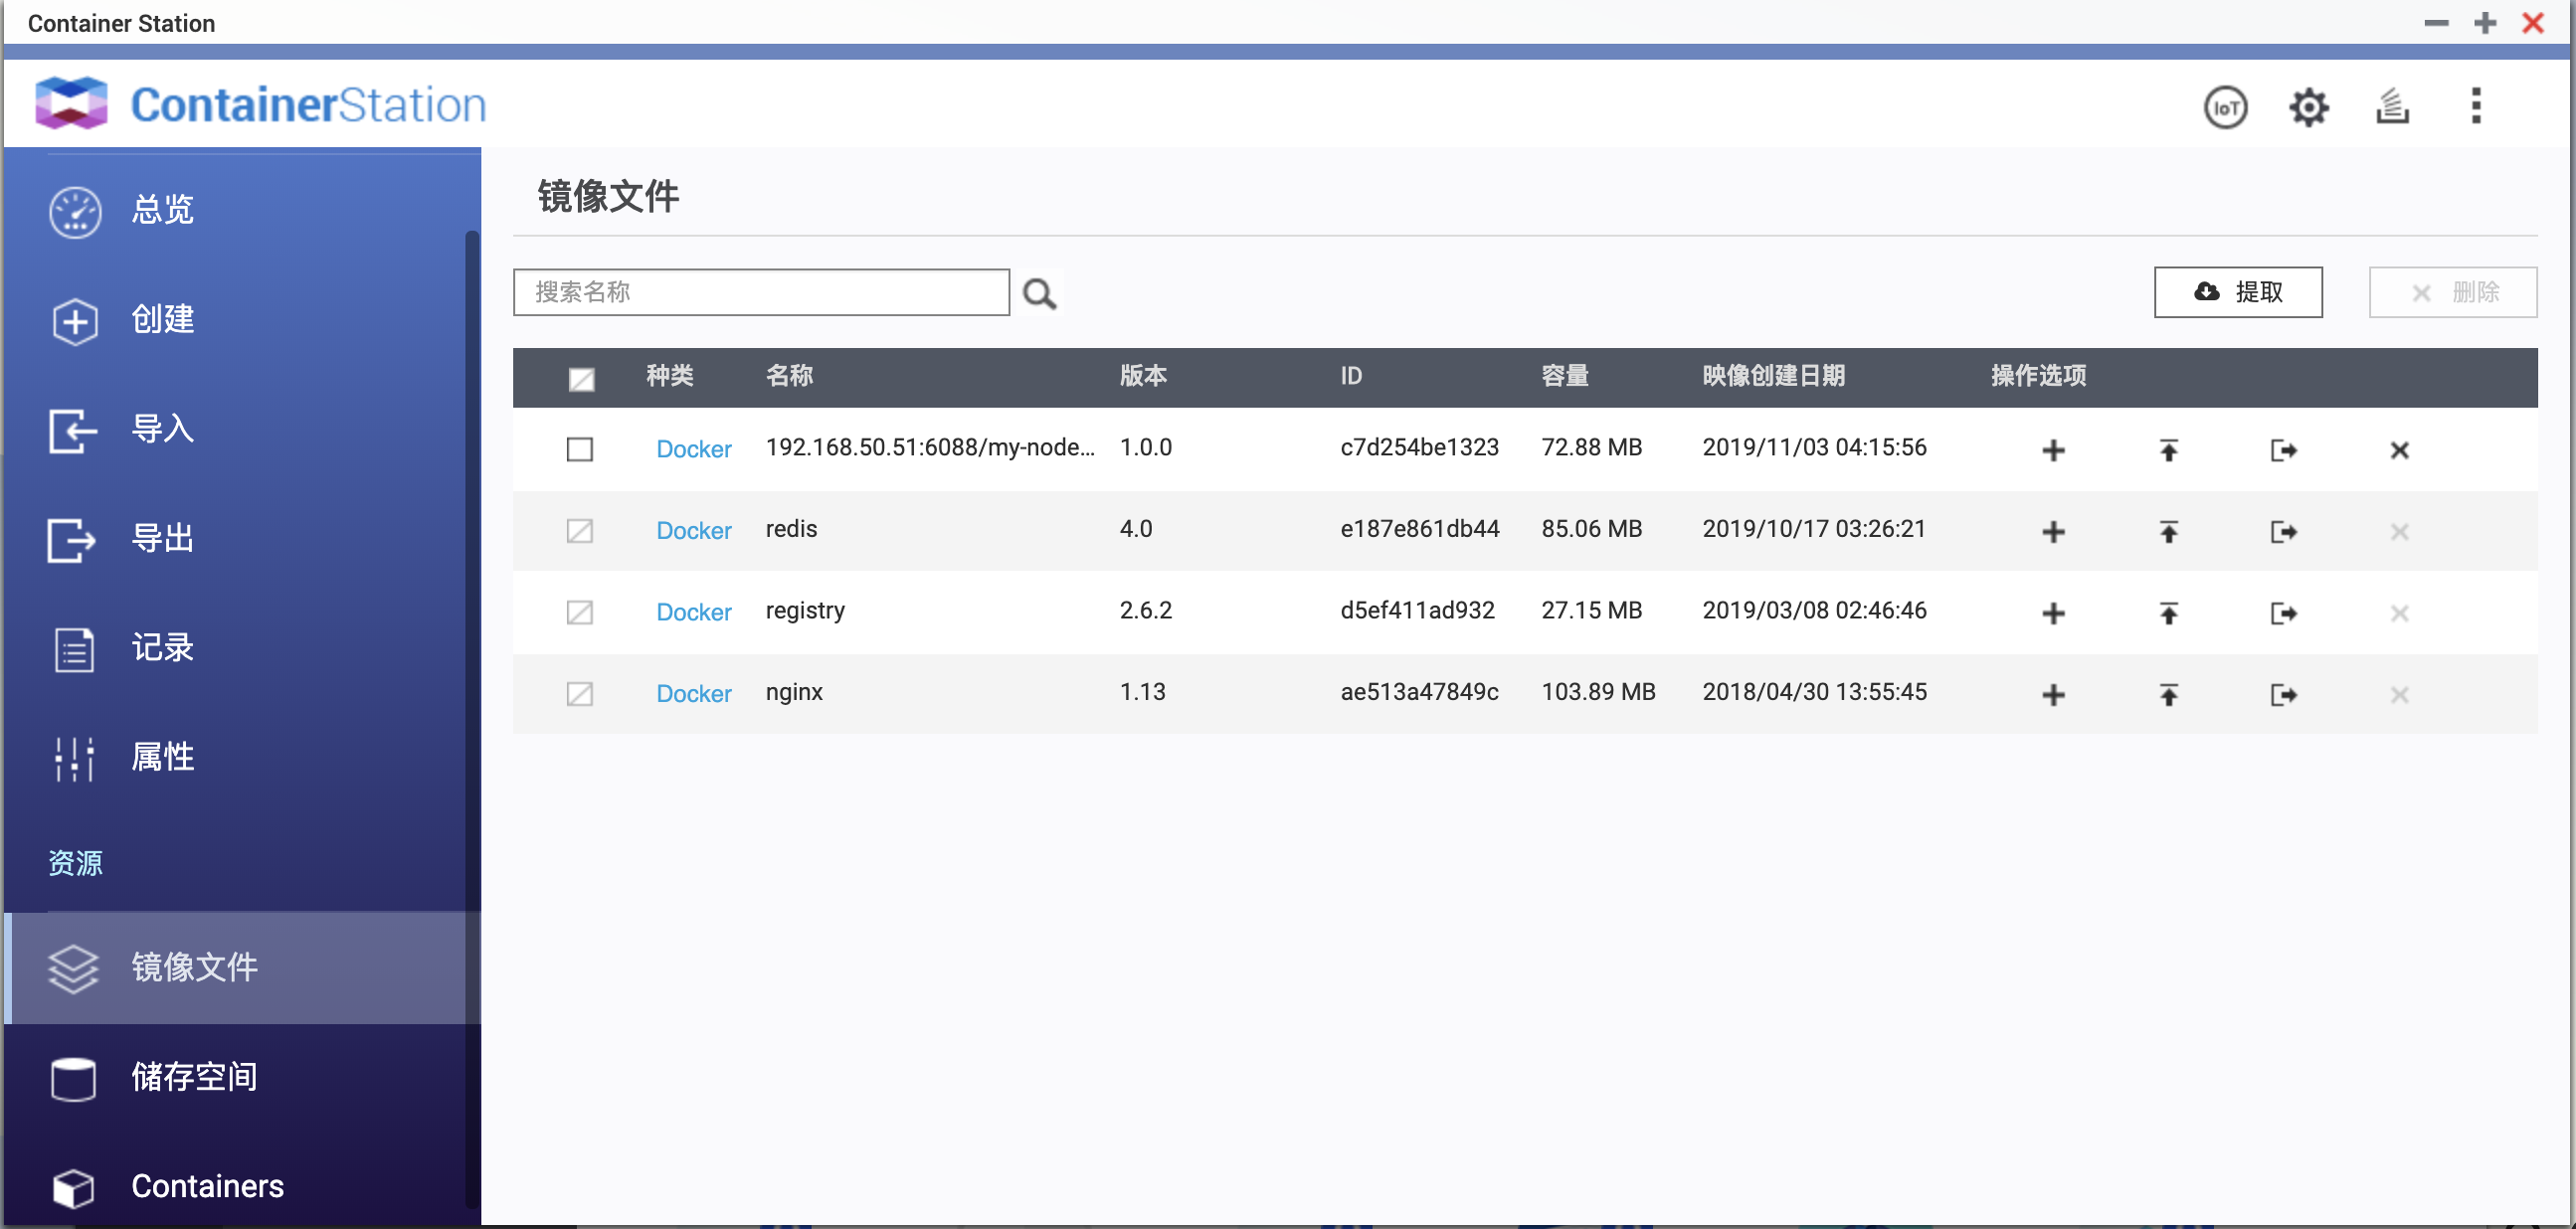 Container Station
ContainerStation
IoT
总览
创建
导入
导出
记录
属性
资源
镜像文件
储存空间
Containers
镜像文件
搜索名称
提取
删除
种类 名称 版本 ID 容量 映像创建日期 操作选项
Docker 192.168.50.51:6088/my-node... 1.0.0 c7d254be1323 72.88 MB 2019/11/03 04:15:56
Docker redis 4.0 e187e861db44 85.06 MB 2019/10/17 03:26:21
Docker registry 2.6.2 d5ef411ad932 27.15 MB 2019/03/08 02:46:46
Docker nginx 1.13 ae513a47849c 103.89 MB 2018/04/30 13:55:45